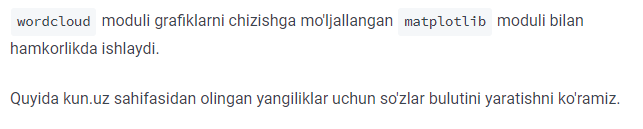 wordcloud moduli grafiklarni chizishga mo'ljallangan matplotlib moduli bilan
hamkorlikda ishlaydi.
Quyida kun.uz sahifasidan olingan yangiliklar uchun so'zlar bulutini yaratishni ko'ramiz.